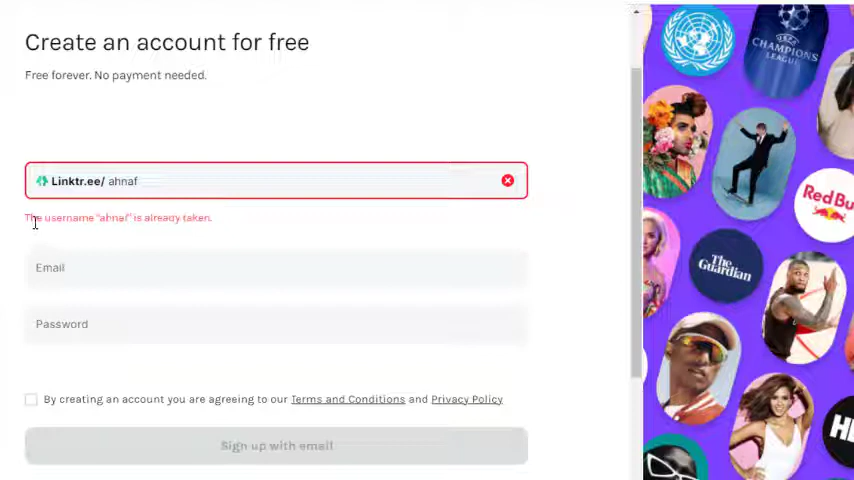 Create an account for free
Free forever. No payment needed.
Linktr.ee/ ahnaf
The username "ahnaf" is already taken.
Email
Password
By creating an account you are agreeing to our Terms and Conditions and Privacy Policy
Sign up with email
UEFA
CHAMPIONS
LEAGUE
Red Bu
The
Guardian
H